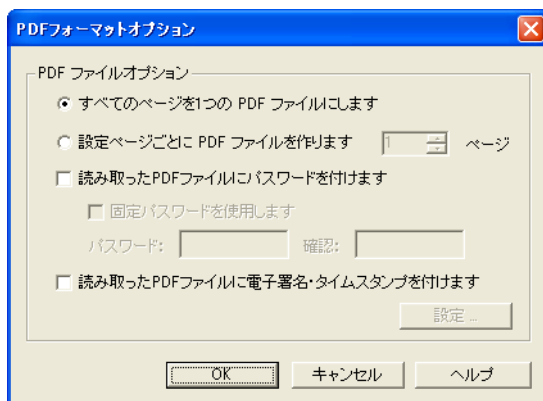 PDFフォーマットオプション
PDF ファイルオプション
すべてのページを1つの PDF ファイルにします
設定ページごとに PDF ファイルを作ります 1 ページ
読み取ったPDFファイルにパスワードを付けます
固定パスワードを使用します
パスワード: 確認:
読み取ったPDFファイルに電子署名・タイムスタンプを付けます
設定...
OK キャンセル ヘルプ